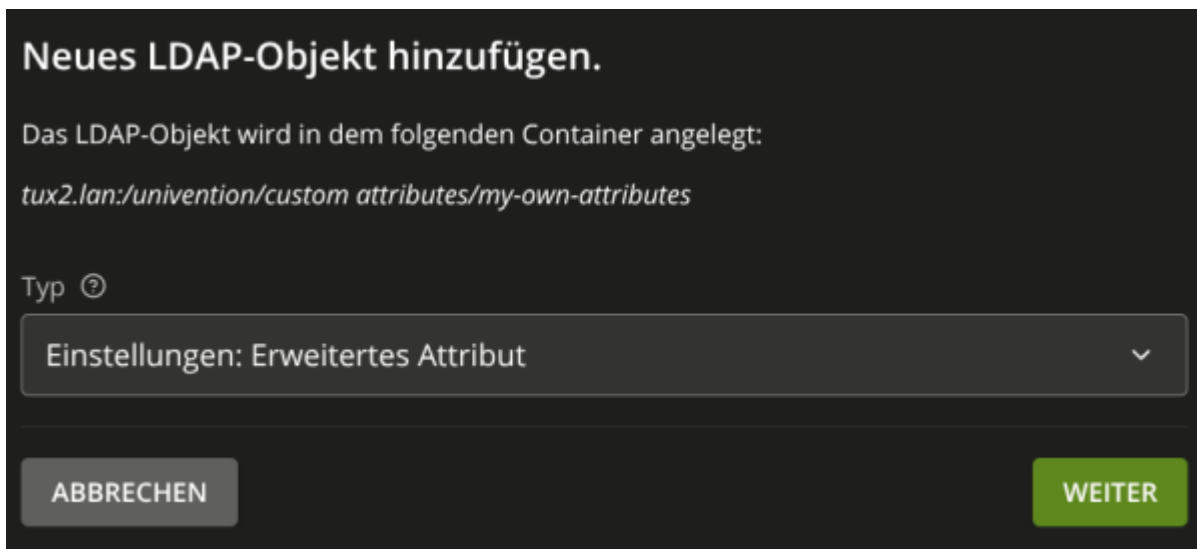 Neues LDAP-Objekt hinzufügen.
Das LDAP-Objekt wird in dem folgenden Container angelegt:
tux2.lan:/univention/custom attributes/my-own-attributes
Typ ?
Einstellungen: Erweitertes Attribut
ABBRECHEN
WEITER